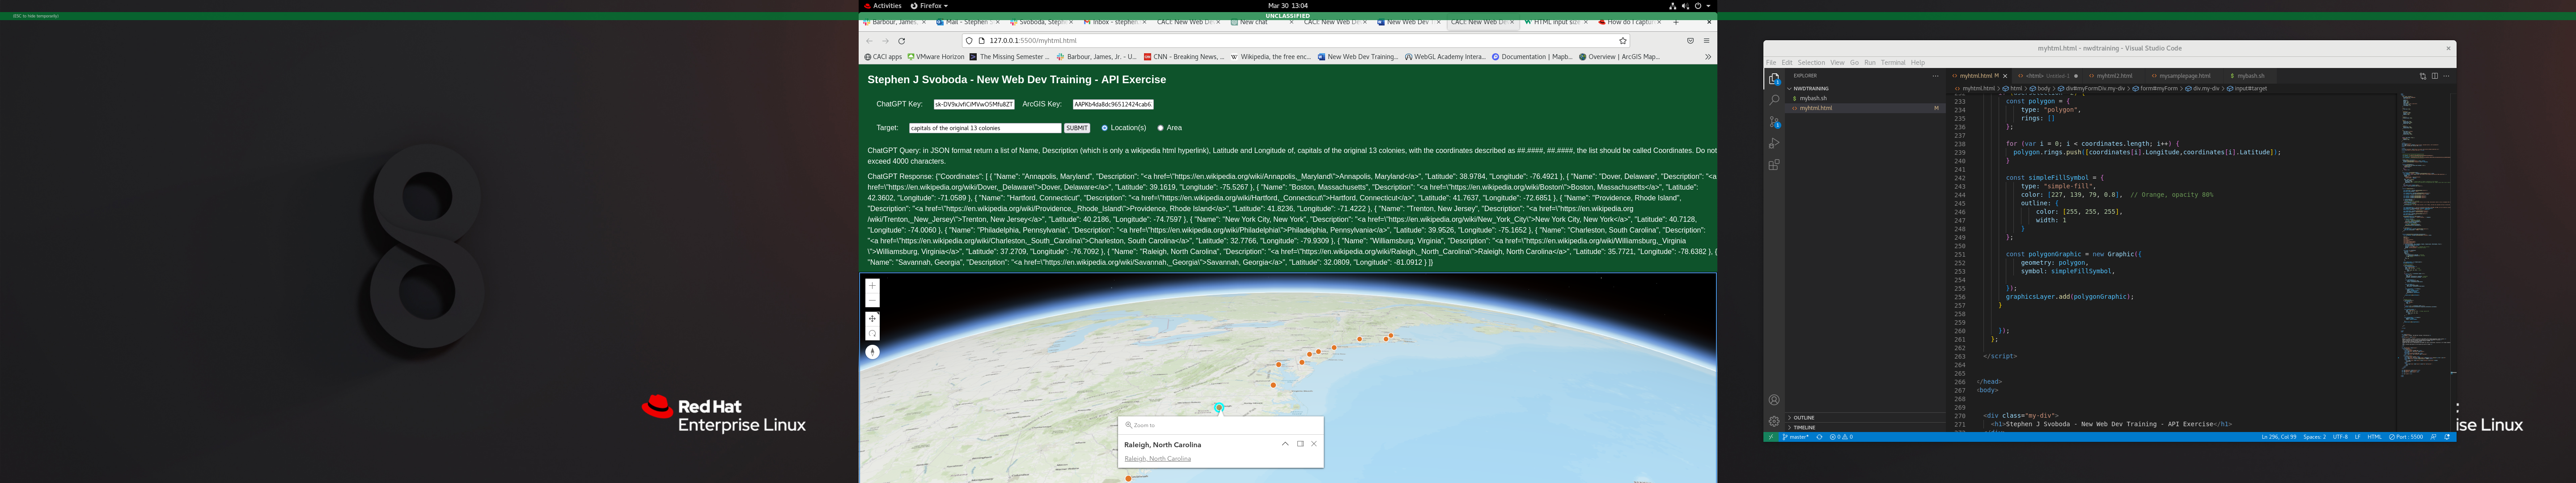 (ESC to hide temporarily)
Red Hat
Enterprise Linux
Activities Firefox Mar 30 13:04
UNCLASSIFIED
Barbour, James, Mail - Stephen S Svoboda, Steph Inbox - stephen. CACI: New Web De New chat CACI: New Web De New Web Dev T CACI: New Web De HTML input size How do I captur
127.0.0.1:5500/myhtml.html
CACI apps VMware Horizon The Missing Semester ... Barbour, James, Jr. - U... CNN - Breaking News, ... Wikipedia, the free enc... New Web Dev Training... WebGL Academy Intera... Documentation | Mapb... Overview | ArcGIS Map...
Stephen J Svoboda - New Web Dev Training - API Exercise
ChatGPT Key: ArcGIS Key:
Target: capitals of the original 13 colonies SUBMIT Location(s) Area
ChatGPT Query: in JSON format return a list of Name, Description (which is only a wikipedia html hyperlink), Latitude and Longitude of, capitals of the original 13 colonies, with the coordinates described as ##.####, ##.####, the list should be called Coordinates. Do not
exceed 4000 characters.
ChatGPT Response: {"Coordinates": [ { "Name": "Annapolis, Maryland", "Description": "<a href=\"https://en.wikipedia.org/wiki/Annapolis,_Maryland\">Annapolis, Maryland</a>", "Latitude": 38.9784, "Longitude": -76.4921 }, { "Name": "Dover, Delaware", "Description": "<a
href=\"https://en.wikipedia.org/wiki/Dover,_Delaware\">Dover, Delaware</a>", "Latitude": 39.1619, "Longitude": -75.5267 }, { "Name": "Boston, Massachusetts", "Description": "<a href=\"https://en.wikipedia.org/wiki/Boston\">Boston, Massachusetts</a>", "Latitude":
42.3602, "Longitude": -71.0589 }, { "Name": "Hartford, Connecticut", "Description": "<a href=\"https://en.wikipedia.org/wiki/Hartford,_Connecticut\">Hartford, Connecticut</a>", "Latitude": 41.7637, "Longitude": -72.6851 }, { "Name": "Providence, Rhode Island",
"Description": "<a href=\"https://en.wikipedia.org/wiki/Providence,_Rhode_Island\">Providence, Rhode Island</a>", "Latitude": 41.8236, "Longitude": -71.4222 }, { "Name": "Trenton, New Jersey", "Description": "<a href=\"https://en.wikipedia.org
/wiki/Trenton,_New_Jersey\">Trenton, New Jersey</a>", "Latitude": 40.2186, "Longitude": -74.7597 }, { "Name": "New York City, New York", "Description": "<a href=\"https://en.wikipedia.org/wiki/New_York_City\">New York City, New York</a>", "Latitude": 40.7128,
"Longitude": -74.0060 }, { "Name": "Philadelphia, Pennsylvania", "Description": "<a href=\"https://en.wikipedia.org/wiki/Philadelphia\">Philadelphia, Pennsylvania</a>", "Latitude": 39.9526, "Longitude": -75.1652 }, { "Name": "Charleston, South Carolina", "Description":
"<a href=\"https://en.wikipedia.org/wiki/Charleston,_South_Carolina\">Charleston, South Carolina</a>", "Latitude": 32.7766, "Longitude": -79.9309 }, { "Name": "Williamsburg, Virginia", "Description": "<a href=\"https://en.wikipedia.org/wiki/Williamsburg,_Virginia
\">Williamsburg, Virginia</a>", "Latitude": 37.2709, "Longitude": -76.7092 }, { "Name": "Raleigh, North Carolina", "Description": "<a href=\"https://en.wikipedia.org/wiki/Raleigh,_North_Carolina\">Raleigh, North Carolina</a>", "Latitude": 35.7721, "Longitude": -78.6382 }, {
"Name": "Savannah, Georgia", "Description": "<a href=\"https://en.wikipedia.org/wiki/Savannah,_Georgia\">Savannah, Georgia</a>", "Latitude": 32.0809, "Longitude": -81.0912 } ]}
Zoom to
Raleigh, North Carolina
Raleigh, North Carolina
myhtml.html - nwdtraining - Visual Studio Code
File Edit Selection View Go Run Terminal Help
EXPLORER
NWDTRAINING
mybash.sh
myhtml.html M
OUTLINE
TIMELINE
myhtml.html M <html> Untitled-1 myhtml2.html mysamplepage.html mybash.sh
myhtml.html > html > body > div#myFormDiv.my-div > form#myForm > div.my-div > input#target
233 const polygon = {
234 type: "polygon",
235 rings: []
236 };
237
238 for (var i = 0; i < coordinates.length; i++) {
239 polygon.rings.push([coordinates[i].Longitude,coordinates[i].Latitude]);
240 }
241
242 const simpleFillSymbol = {
243 type: "simple-fill",
244 color: [227, 139, 79, 0.8], // Orange, opacity 80%
245 outline: {
246 color: [255, 255, 255],
247 width: 1
248 }
249 };
250
251 const polygonGraphic = new Graphic({
252 geometry: polygon,
253 symbol: simpleFillSymbol,
254
255 });
256 graphicsLayer.add(polygonGraphic);
257 }
258
259
260 });
261 };
262
263 </script>
264
265
266 </head>
267 <body>
268
269
270 <div class="my-div">
271 <h1>Stephen J Svoboda - New Web Dev Training - API Exercise</h1>
master* 0 0 Ln 296, Col 99 Spaces: 2 UTF-8 LF HTML Port : 5500
ise Linux